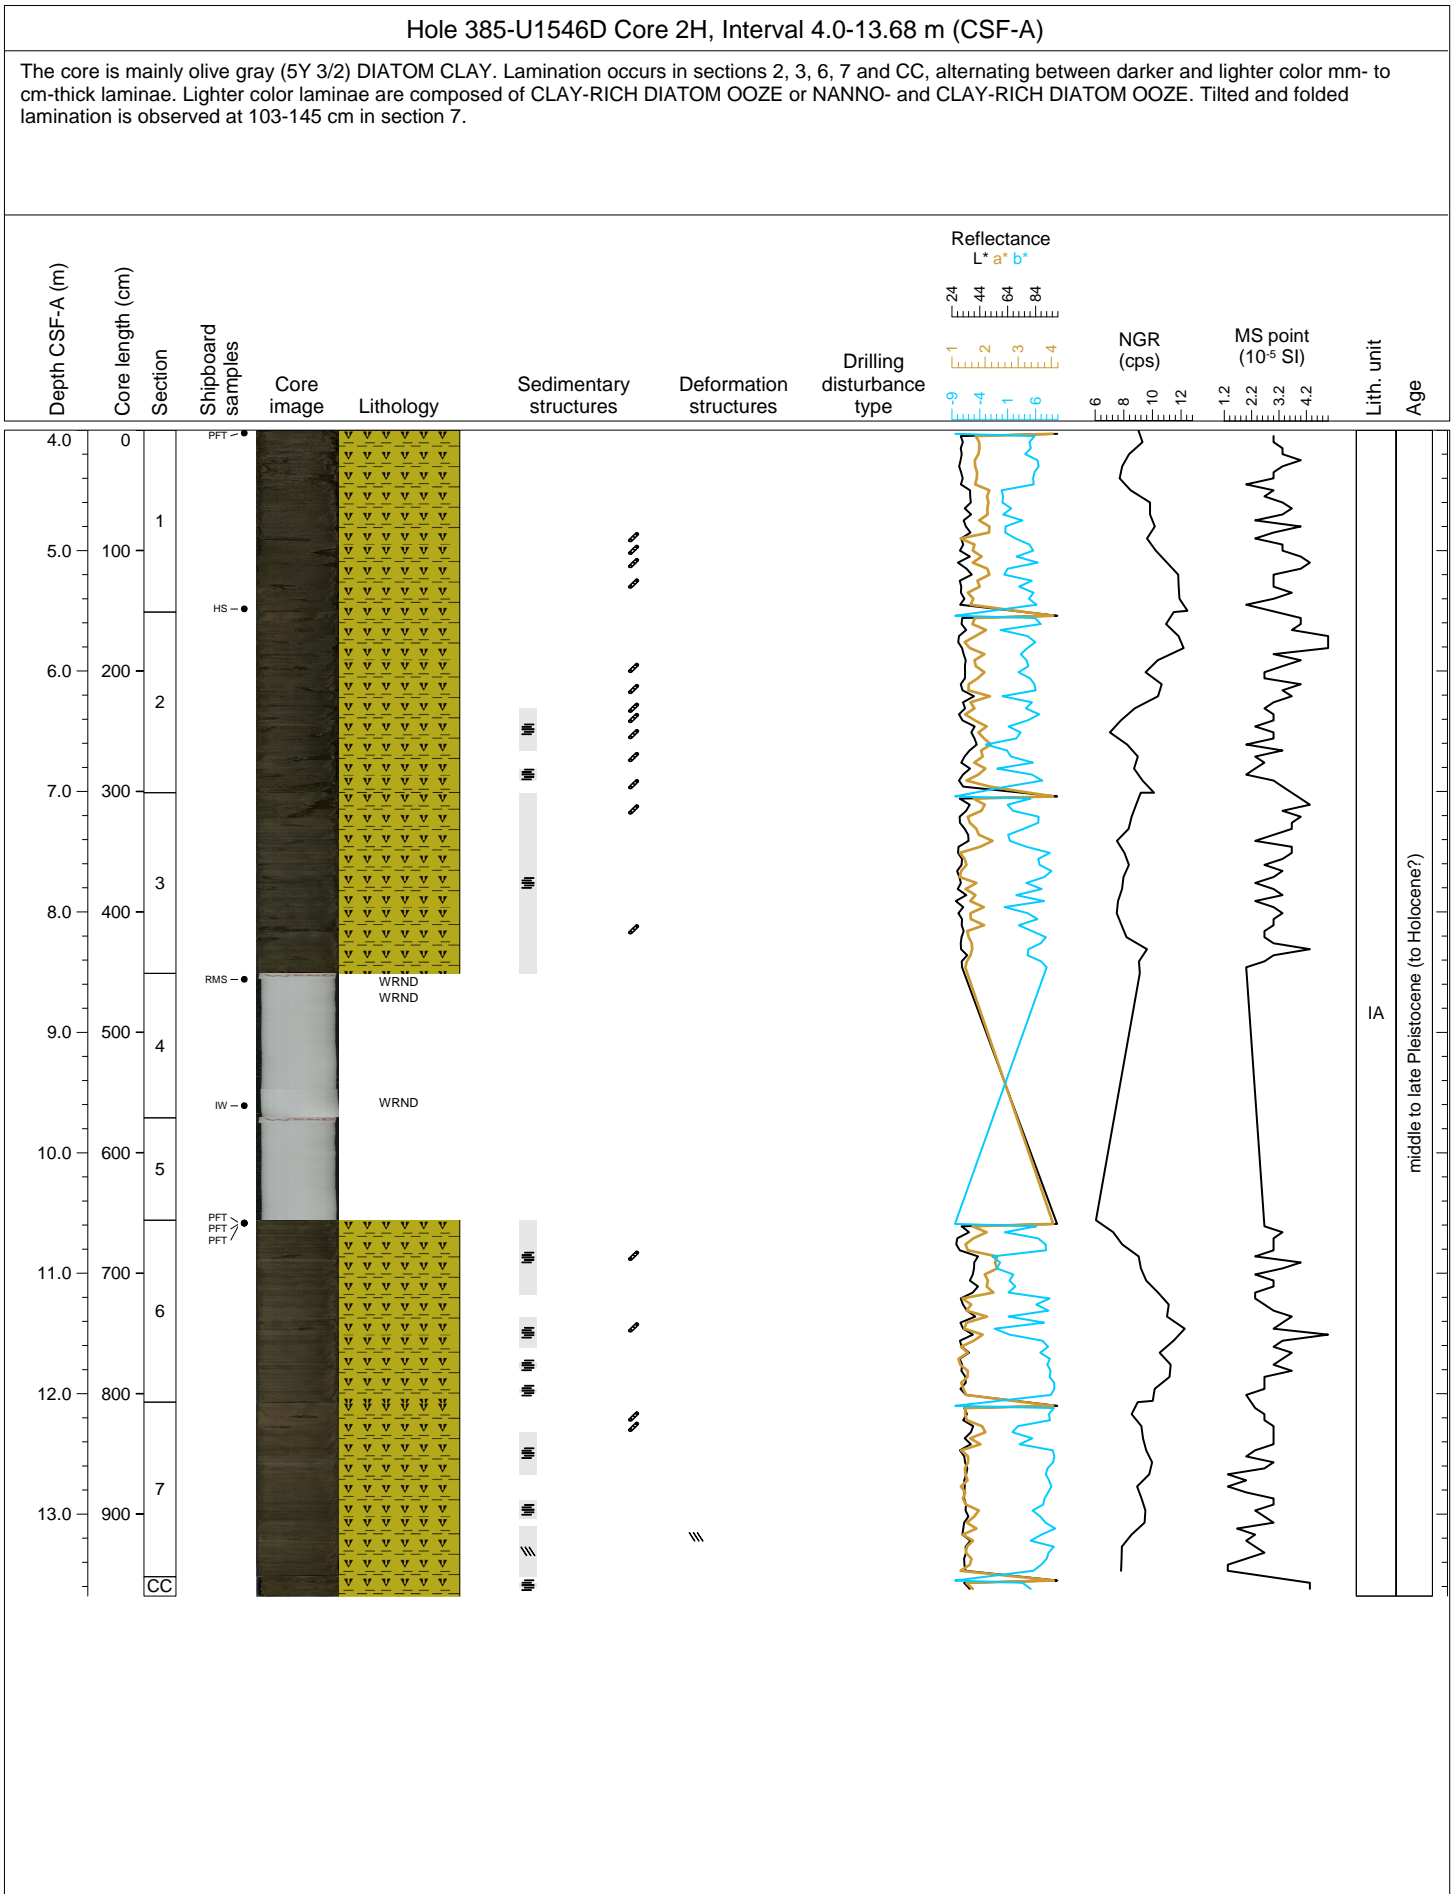 Hole 385-U1546D Core 2H, Interval 4.0-13.68 m (CSF-A)
The core is mainly olive gray (5Y 3/2) DIATOM CLAY. Lamination occurs in sections 2, 3, 6, 7 and CC, alternating between darker and lighter color mm- to
cm-thick laminae. Lighter color laminae are composed of CLAY-RICH DIATOM OOZE or NANNO- and CLAY-RICH DIATOM OOZE. Tilted and folded
lamination is observed at 103-145 cm in section 7.
Depth CSF-A (m)
Core length (cm)
Section
Shipboard
samples
Core
image
Lithology
Sedimentary
structures
Deformation
structures
Drilling
disturbance
type
Reflectance
L* a* b*
24 44 64 84
1 2 3 4
-9 -4 1 6
NGR
(cps)
6 8 10 12
MS point
(10-5 SI)
1.2 2.2 3.2 4.2
Lith. unit
Age
4.0 0 PFT
1
5.0 100
HS
6.0 200
2
7.0 300
3
8.0 400
RMS WRND
WRND
9.0 500
4
IA
IW WRND
10.0 600
5
PFT
PFT
PFT
11.0 700
6
12.0 800
7
13.0 900
CC
middle to late Pleistocene (to Holocene?)